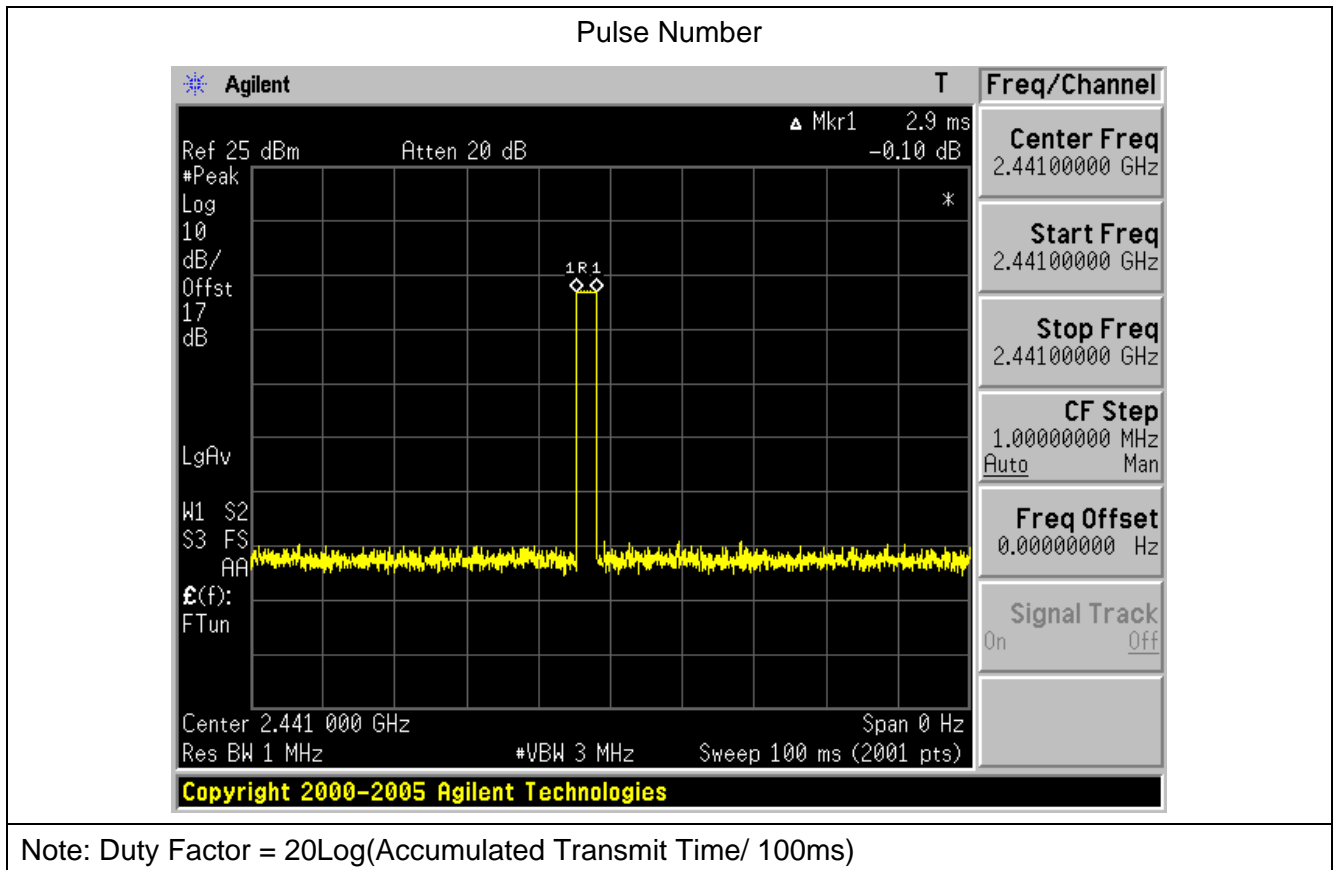 Pulse Number
Agilent T Freq/Channel
Δ Mkr1 2.9 ms
Ref 25 dBm Atten 20 dB -0.10 dB
#Peak
Log
10
dB/
Offst
17
dB
LgAv
W1 S2
S3 FS
AA
£(f):
FTun
*
1R 1
Center 2.441 000 GHz Span 0 Hz
Res BW 1 MHz #VBW 3 MHz Sweep 100 ms (2001 pts)
Copyright 2000-2005 Agilent Technologies
Center Freq
2.44100000 GHz
Start Freq
2.44100000 GHz
Stop Freq
2.44100000 GHz
CF Step
1.00000000 MHz
Auto Man
Freq Offset
0.00000000 Hz
Signal Track
On Off
Note: Duty Factor = 20Log(Accumulated Transmit Time/ 100ms)